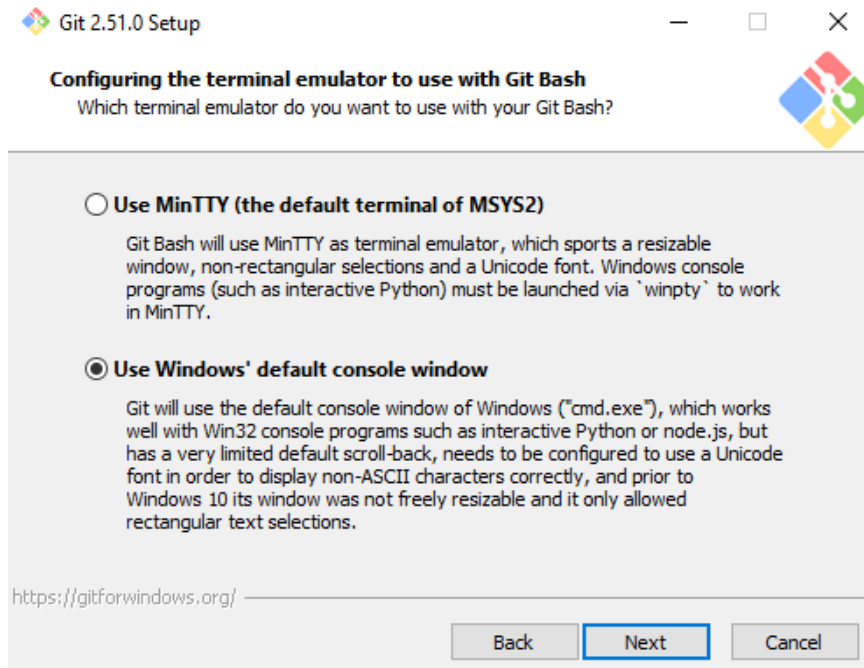 Git 2.51.0 Setup
Configuring the terminal emulator to use with Git Bash
Which terminal emulator do you want to use with your Git Bash?
Use MinTTY (the default terminal of MSYS2)
Git Bash will use MinTTY as terminal emulator, which sports a resizable
window, non-rectangular selections and a Unicode font. Windows console
programs (such as interactive Python) must be launched via `winpty` to work
in MinTTY.
Use Windows' default console window
Git will use the default console window of Windows ("cmd.exe"), which works
well with Win32 console programs such as interactive Python or node.js, but
has a very limited default scroll-back, needs to be configured to use a Unicode
font in order to display non-ASCII characters correctly, and prior to
Windows 10 its window was not freely resizable and it only allowed
rectangular text selections.
https://gitforwindows.org/
Back Next Cancel